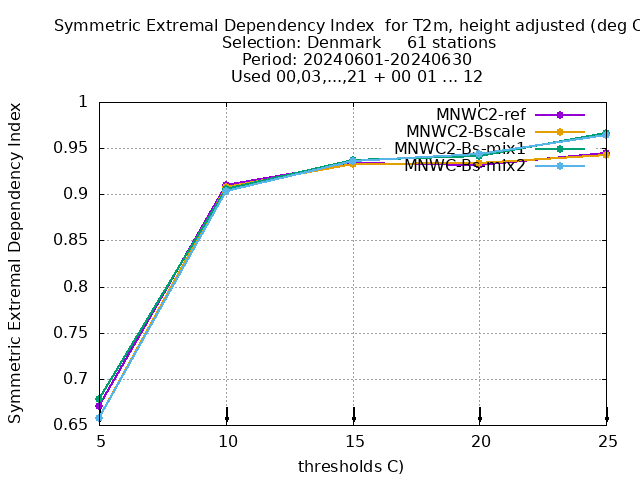 Symmetric Extremal Dependency Index for T2m, height adjusted (deg C
Selection: Denmark 61 stations
Period: 20240601-20240630
Used 00,03,...,21 + 00 01 ... 12
Symmetric Extremal Dependency Index
1
0.95
0.9
0.85
0.8
0.75
0.7
0.65
MNWC2-ref
MNWC2-Bscale
MNWC2-Bs-mix1
MNWC-Bs-mix2
5 10 15 20 25
thresholds C)